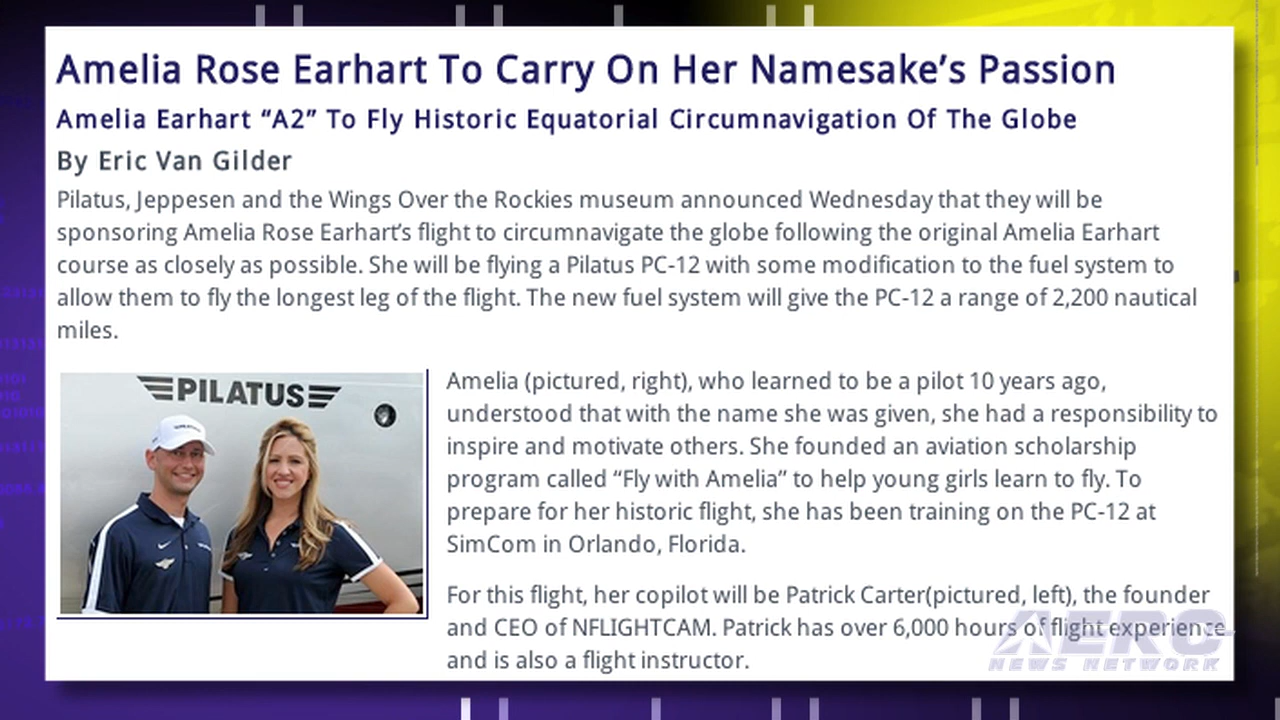 Amelia Rose Earhart To Carry On Her Namesake’s Passion
Amelia Earhart “A2” To Fly Historic Equatorial Circumnavigation Of The Globe
By Eric Van Gilder
Pilatus, Jeppesen and the Wings Over the Rockies museum announced Wednesday that they will be
sponsoring Amelia Rose Earhart’s flight to circumnavigate the globe following the original Amelia Earhart
course as closely as possible. She will be flying a Pilatus PC-12 with some modification to the fuel system to
allow them to fly the longest leg of the flight. The new fuel system will give the PC-12 a range of 2,200 nautical
miles.
PILATUS
Amelia (pictured, right), who learned to be a pilot 10 years ago,
understood that with the name she was given, she had a responsibility to
inspire and motivate others. She founded an aviation scholarship
program called “Fly with Amelia” to help young girls learn to fly. To
prepare for her historic flight, she has been training on the PC-12 at
SimCom in Orlando, Florida.
For this flight, her copilot will be Patrick Carter(pictured, left), the founder
and CEO of NFLIGHTCAM. Patrick has over 6,000 hours of flight experience
and is also a flight instructor.
AERO
NEWS NETWORK